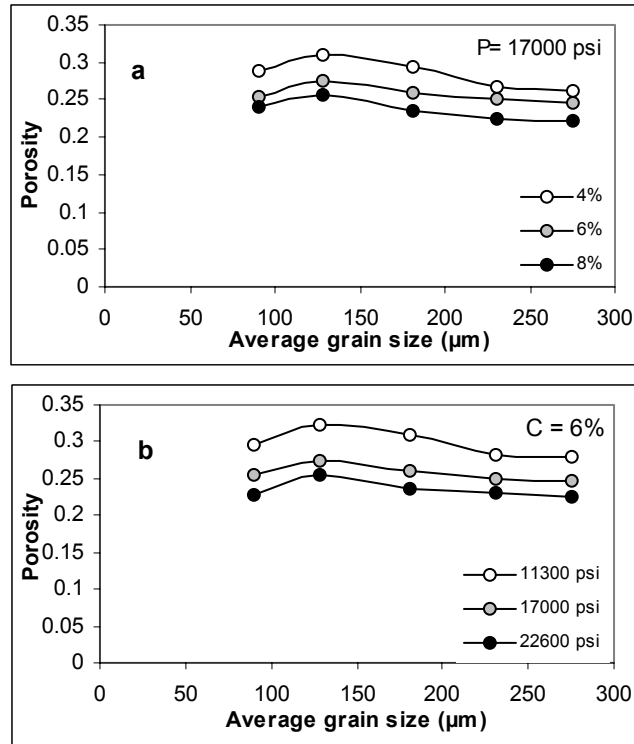 0.35
a
P= 17000 psi
0.3
0.25
0.2
0.15
0.1
0.05
0
Porosity
4%
6%
8%
0 50 100 150 200 250 300
Average grain size (µm)
0.35
b
C = 6%
0.3
0.25
0.2
0.15
0.1
0.05
0
Porosity
11300 psi
17000 psi
22600 psi
0 50 100 150 200 250 300
Average grain size (µm)